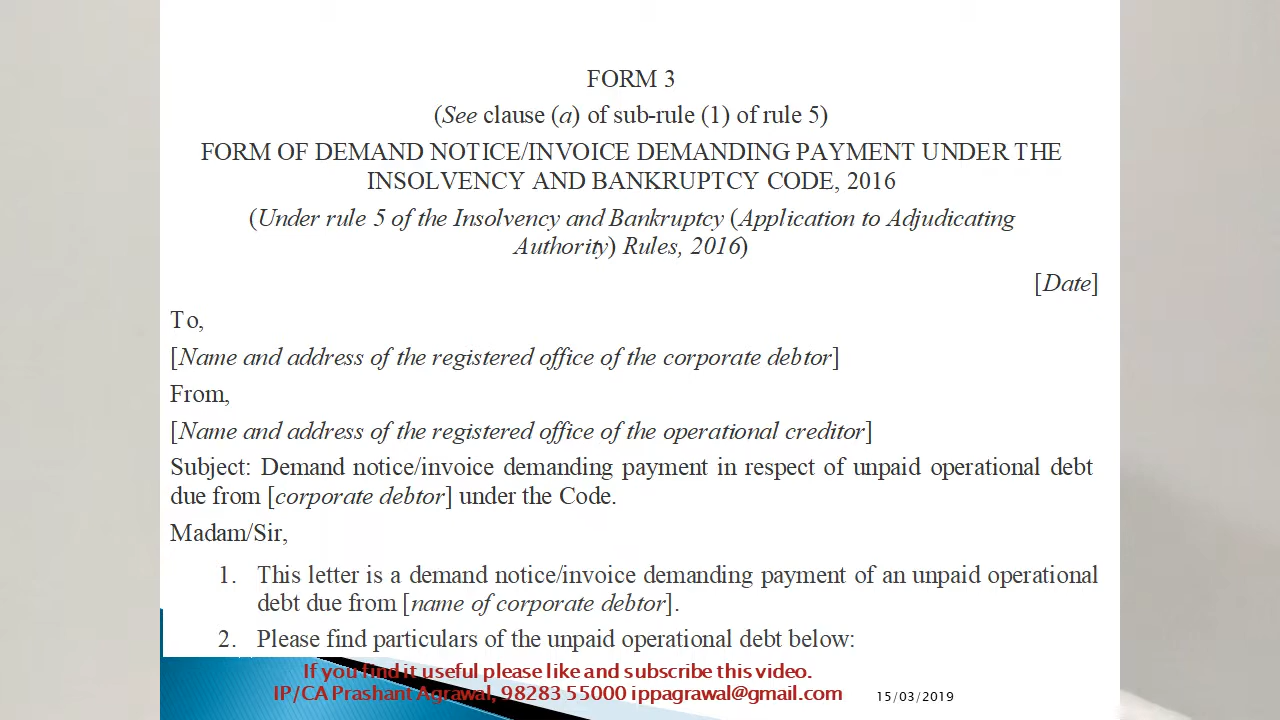 FORM 3
(See clause (a) of sub-rule (1) of rule 5)
FORM OF DEMAND NOTICE/INVOICE DEMANDING PAYMENT UNDER THE
INSOLVENCY AND BANKRUPTCY CODE, 2016
(Under rule 5 of the Insolvency and Bankruptcy (Application to Adjudicating
Authority) Rules, 2016)
[Date]
To,
[Name and address of the registered office of the corporate debtor]
From,
[Name and address of the registered office of the operational creditor]
Subject: Demand notice/invoice demanding payment in respect of unpaid operational debt
due from [corporate debtor] under the Code.
Madam/Sir,
1. This letter is a demand notice/invoice demanding payment of an unpaid operational
debt due from [name of corporate debtor].
2. Please find particulars of the unpaid operational debt below:
If you find it useful please like and subscribe this video.
IP/CA Prashant Agrawal, 98283 55000 ippagrawal@gmail.com
15/03/2019